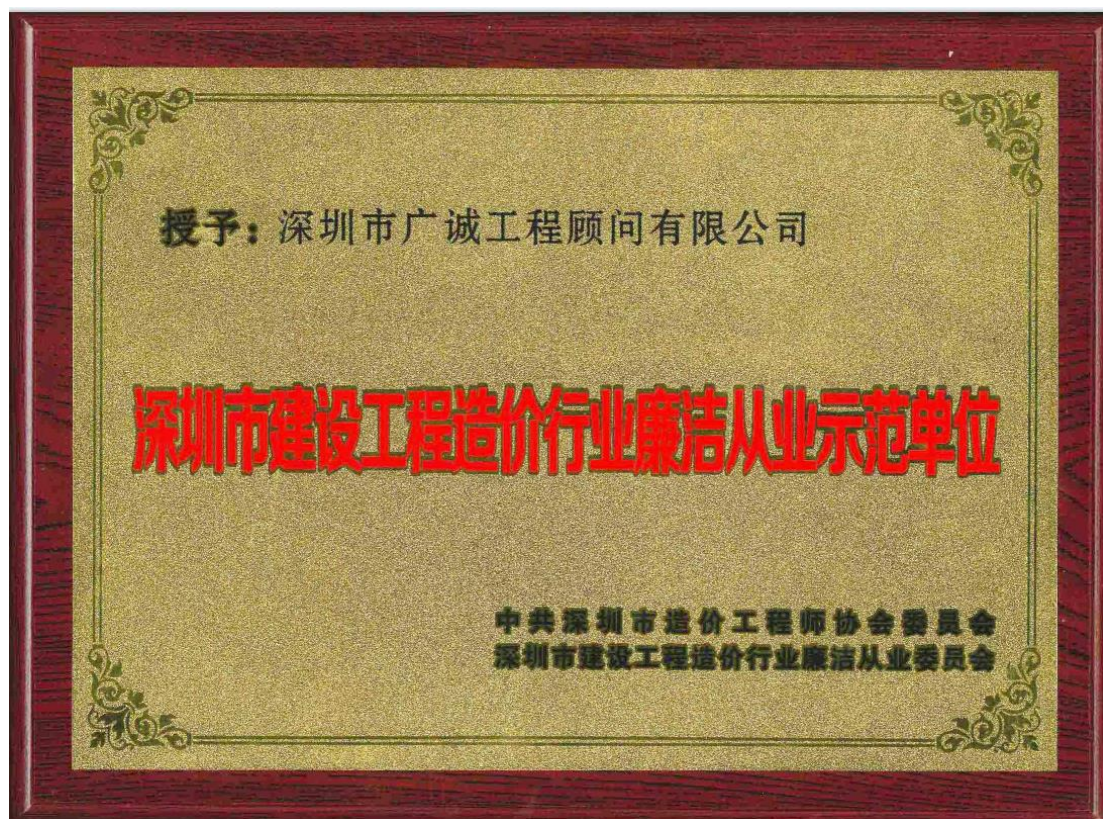 授予：深圳市广诚工程顾问有限公司
深圳市建设工程造价行业廉洁从业示范单位
中共深圳市造价工程师协会委员会
深圳市建设工程造价行业廉洁从业委员会